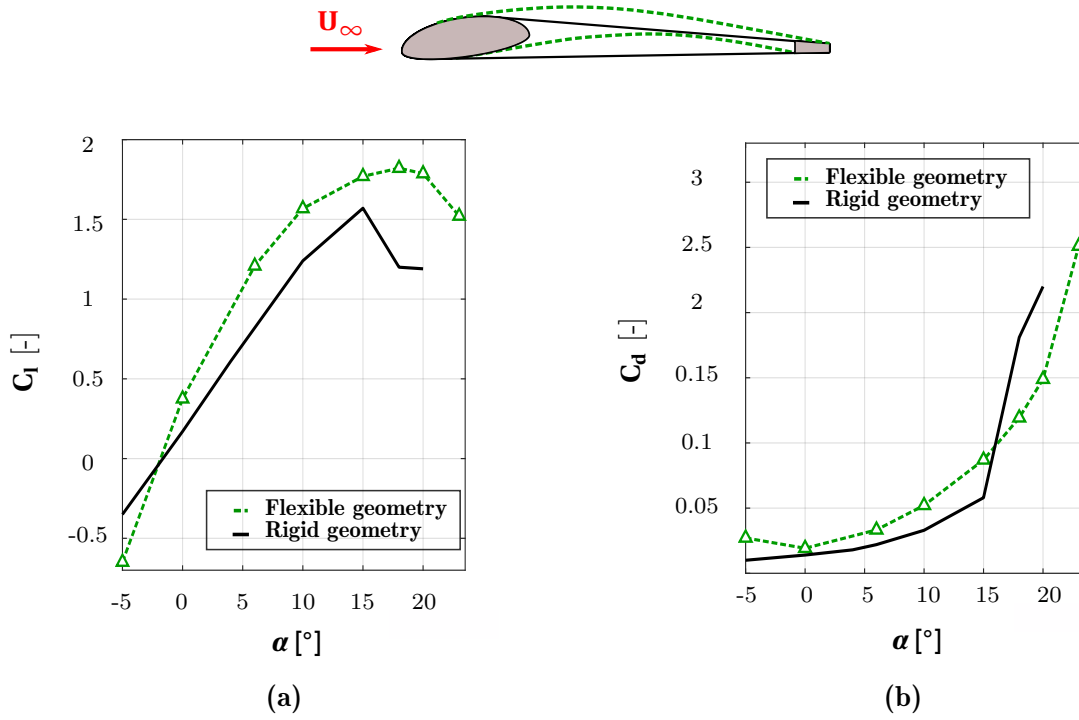 U∞
2
1.5
1
0.5
0
-0.5
-5 0 5 10 15 20
C_l [-]
α [°]
Flexible geometry
Rigid geometry
(a)
3
2.5
2
0.15
0.1
0.05
-5 0 5 10 15 20
C_d [-]
α [°]
Flexible geometry
Rigid geometry
(b)